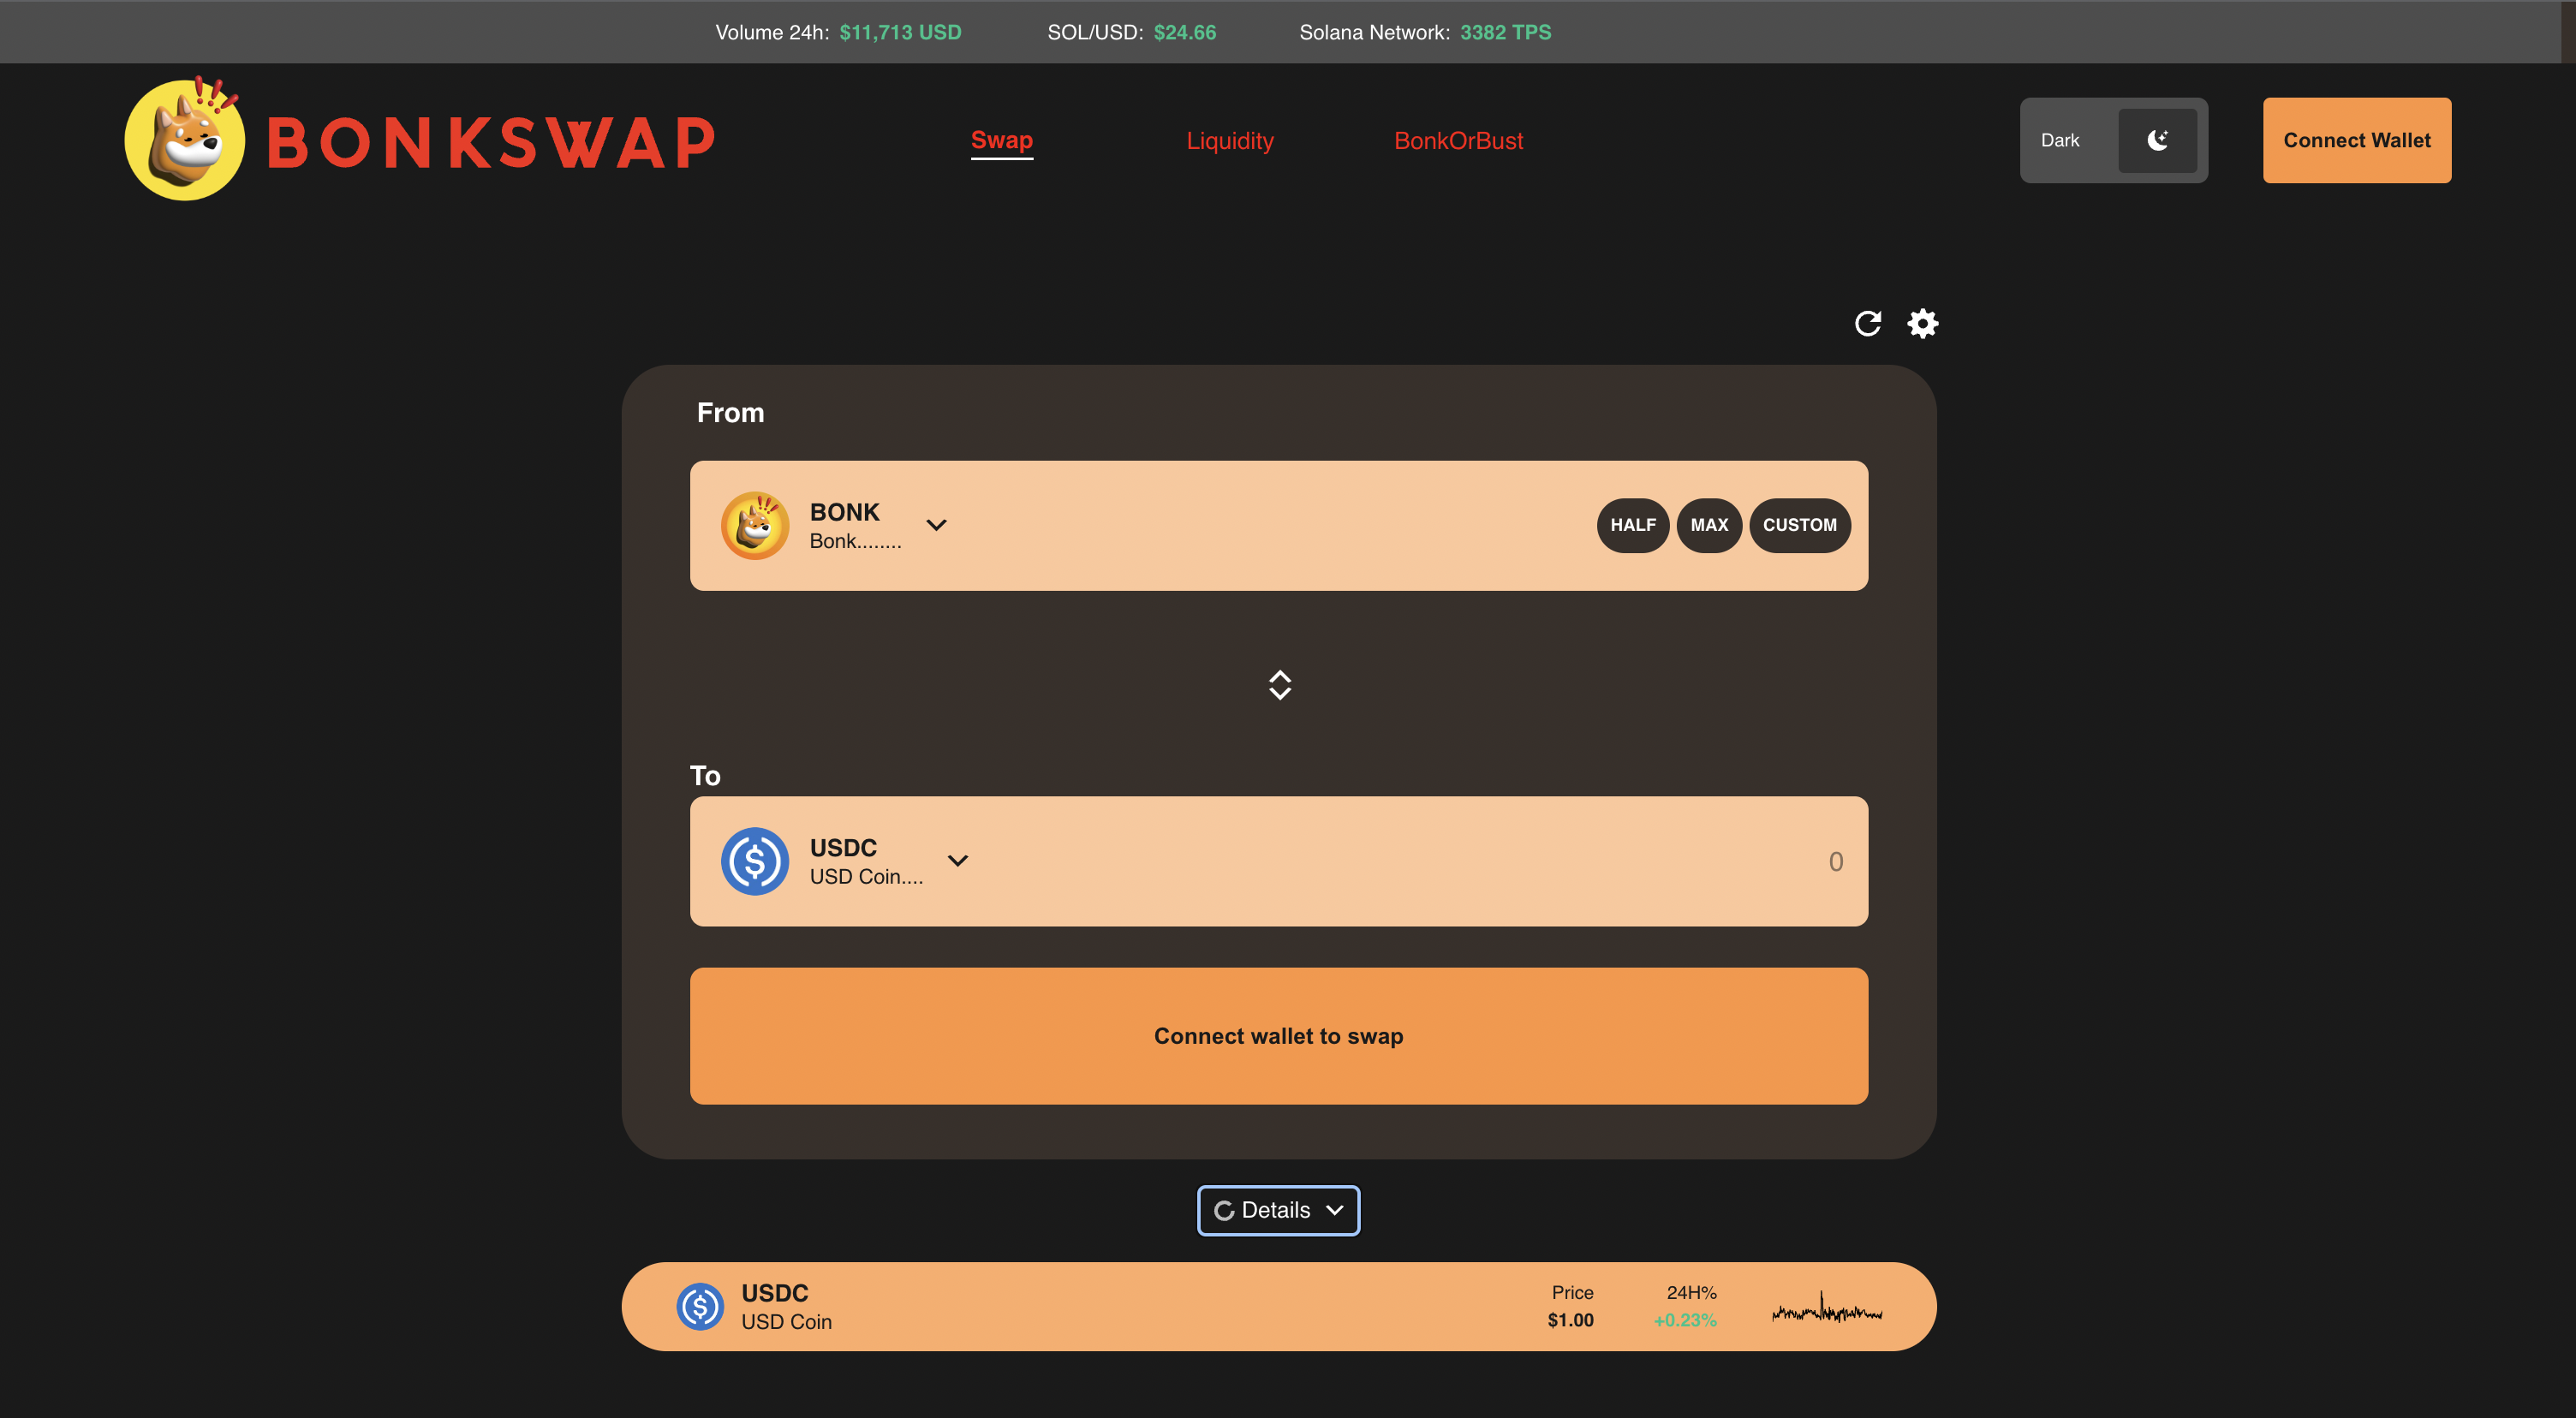 Volume 24h: $11,713 USD SOL/USD: $24.66 Solana Network: 3382 TPS
BONKSWAP Swap Liquidity BonkOrBust Dark Connect Wallet
From
BONK
Bonk........
HALF MAX CUSTOM
To
USDC
USD Coin....
0
Connect wallet to swap
Details
USDC
USD Coin
Price
$1.00
24H%
+0.23%